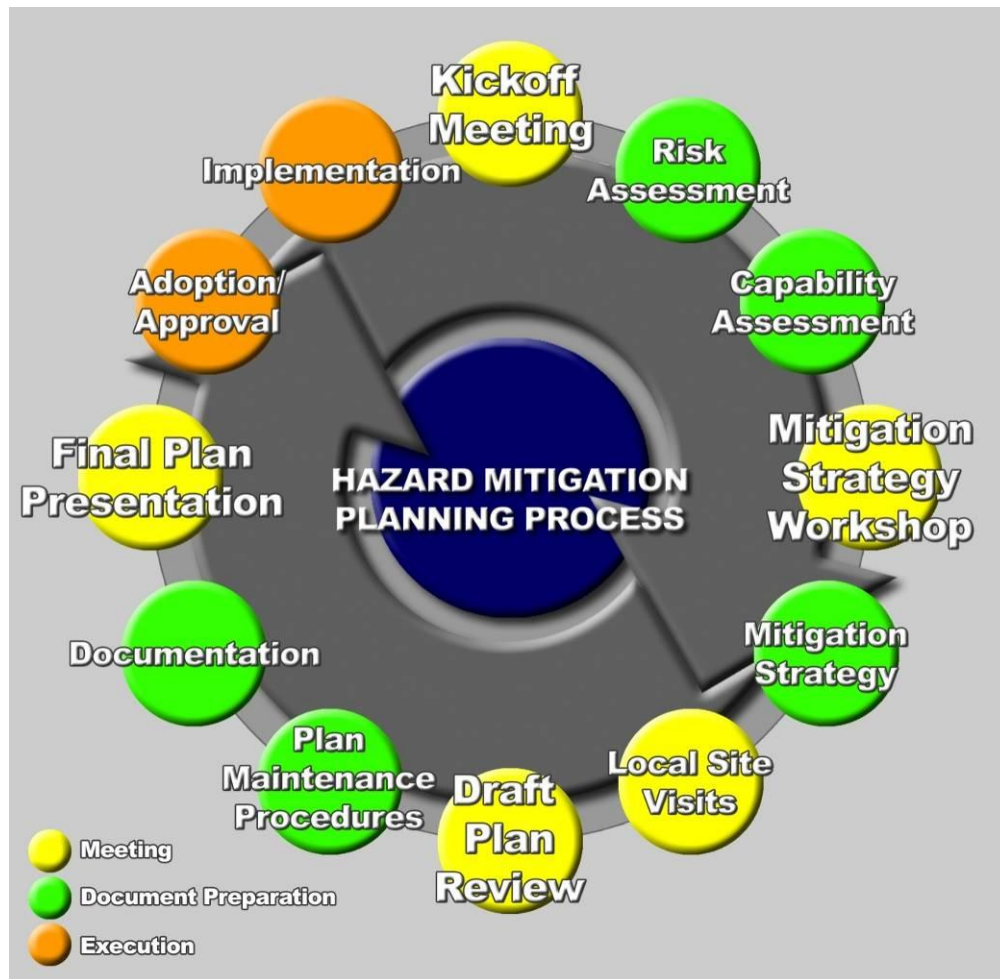 Kickoff
Meeting
Risk
Assessment
Capability
Assessment
Mitigation
Strategy
Workshop
Mitigation
Strategy
Local Site
Visits
Draft
Plan
Review
Plan
Maintenance
Procedures
Documentation
Final Plan
Presentation
Adoption/
Approval
Implementation
HAZARD MITIGATION
PLANNING PROCESS
Meeting
Document Preparation
Execution